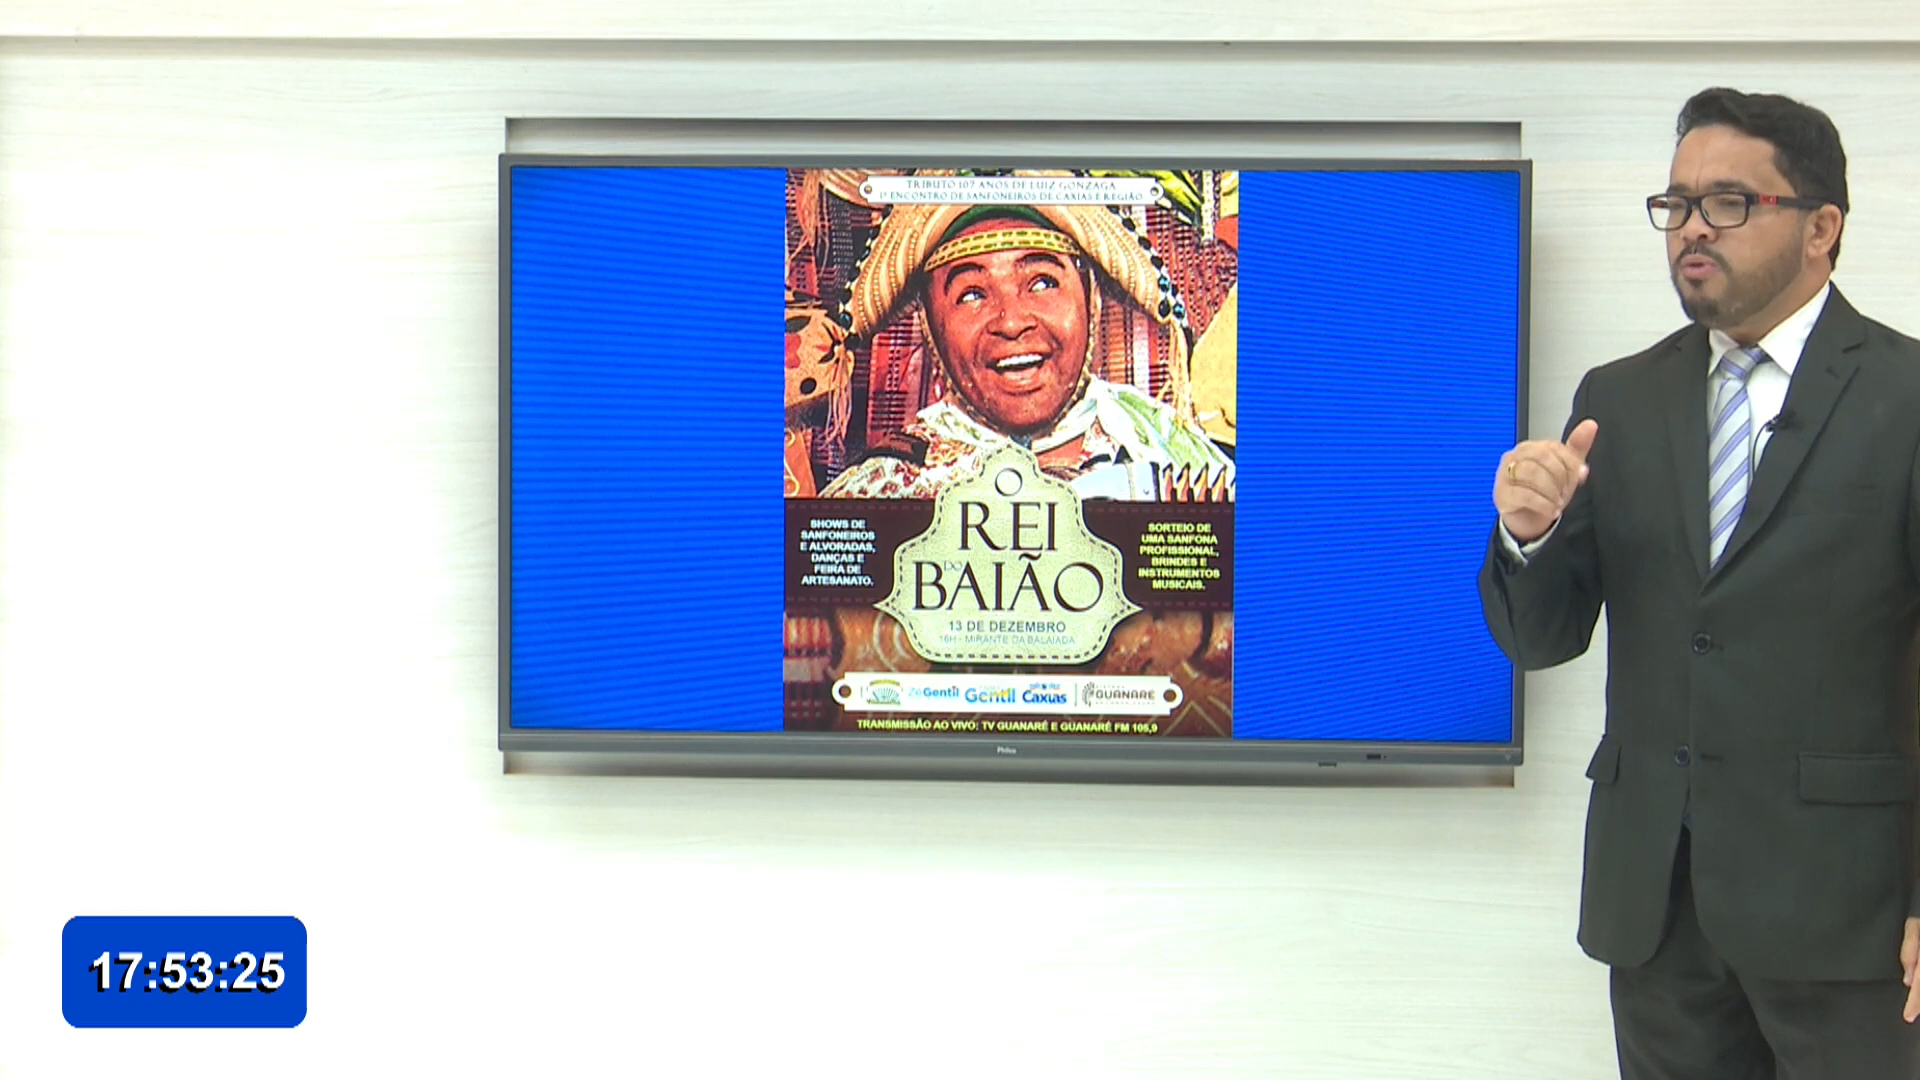 TRIBUTO 107 ANOS DE LUIZ GONZAGA
1º ENCONTRO DE SANFONEIROS DE CAXIAS E REGIÃO
O
REI
DO
BAIÃO
13 DE DEZEMBRO
16H - MIRANTE DA BALAIADA
SHOWS DE
SANFONEIROS
E ALVORADAS,
DANÇAS E
FEIRA DE
ARTESANATO.
SORTEIO DE
UMA SANFONA
PROFISSIONAL,
BRINDES E
INSTRUMENTOS
MUSICAIS.
ZéGentil
Gentil
Caxias
GUANARÉ
TRANSMISSÃO AO VIVO: TV GUANARÉ E GUANARÉ FM 105,9
Philco
17:53:25